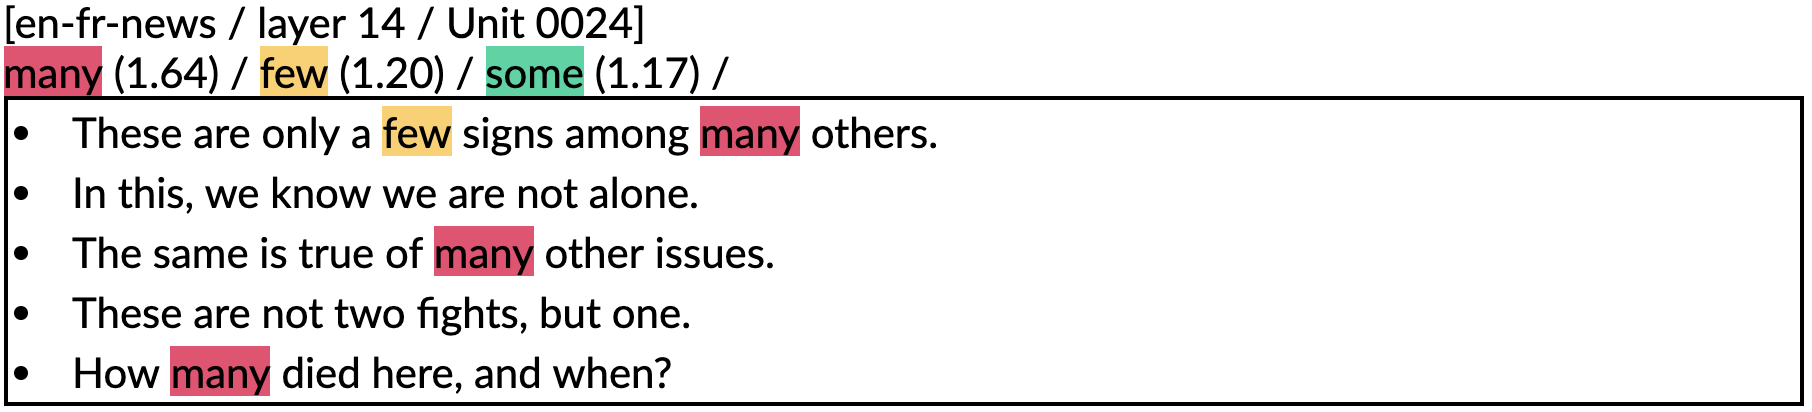 [en-fr-news / layer 14 / Unit 0024]
many (1.64) / few (1.20) / some (1.17) /
• These are only a few signs among many others.
• In this, we know we are not alone.
• The same is true of many other issues.
• These are not two fights, but one.
• How many died here, and when?